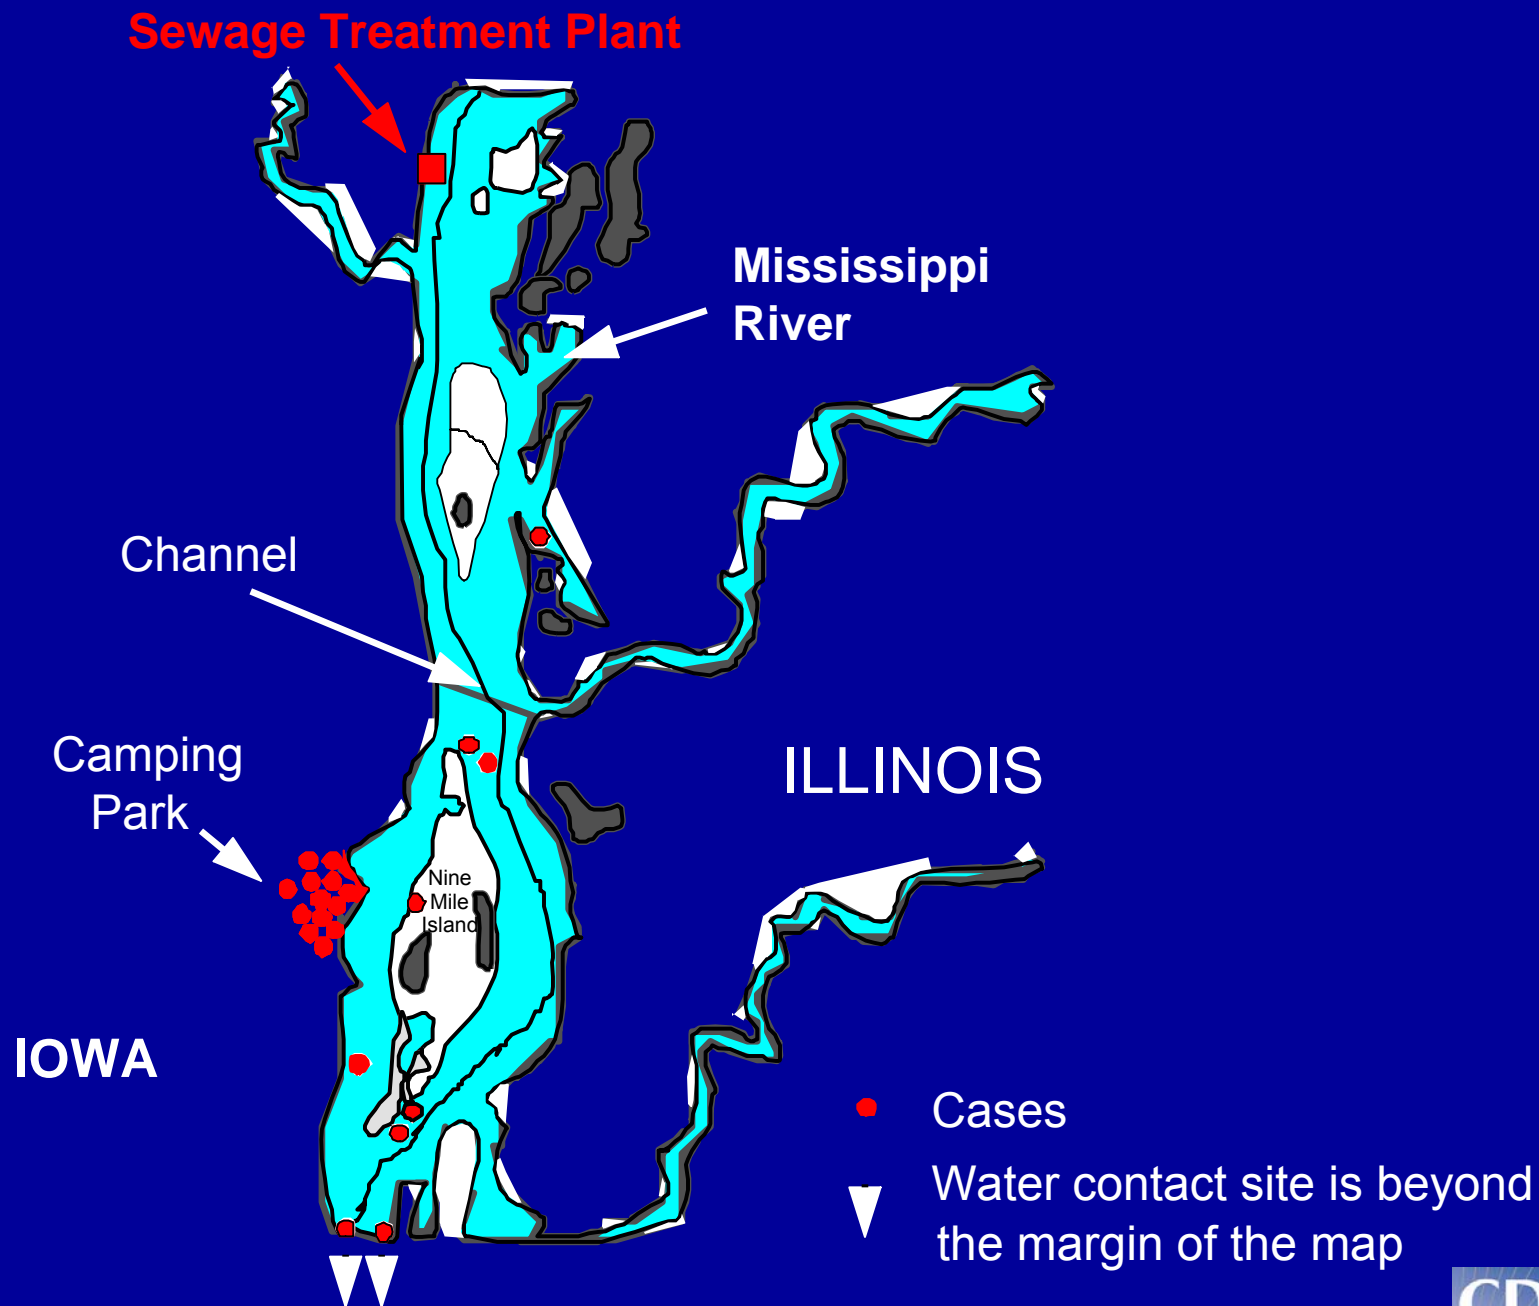 Sewage Treatment Plant
Mississippi
River
Channel
Camping
Park
ILLINOIS
Nine
Mile
Island
IOWA
Cases
Water contact site is beyond
the margin of the map